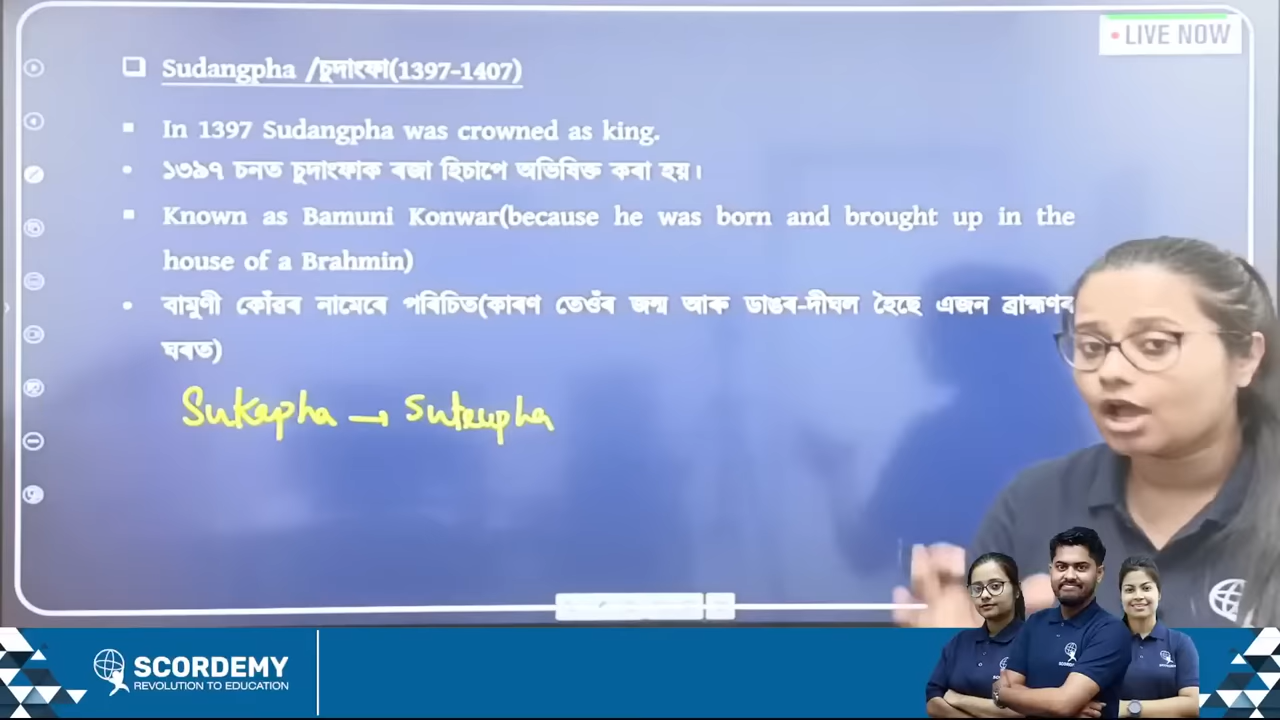 LIVE NOW
Sudangpha /চুদাংফা(1397-1407)
In 1397 Sudangpha was crowned as king.
১৩৯৭ চনত চুদাংফাক ৰজা হিচাপে অভিষিক্ত কৰা হয়।
Known as Bamuni Konwar(because he was born and brought up in the
house of a Brahmin)
বামুণী কোঁৱৰ নামেৰে পৰিচিত(কাৰণ তেওঁৰ জন্ম আৰু ডাঙৰ-দীঘল হৈছে এজন ব্ৰাহ্মণৰ
ঘৰত)
Sukapha → Suteupha
SCORDEMY
REVOLUTION TO EDUCATION